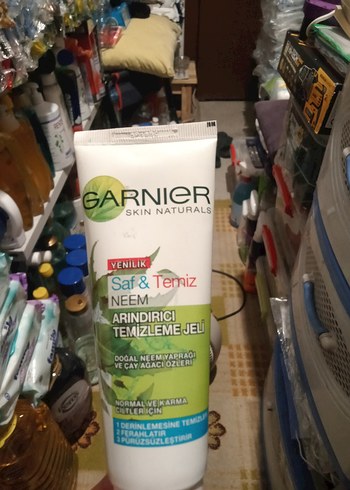 GARNIER
SKIN NATURALS
YENİLİK
Saf & Temiz
NEEM
ARINDIRICI
TEMİZLEME JELİ
DOĞAL NEEM YAPRAĞI
VE ÇAY AĞACI ÖZLERİ
NORMAL VE KARMA
CİLTLER İÇİN
1 DERİNLEMESİNE TEMİZLER
2 FERAHLATIR
3 PÜRÜZSÜZLEŞTİRİR